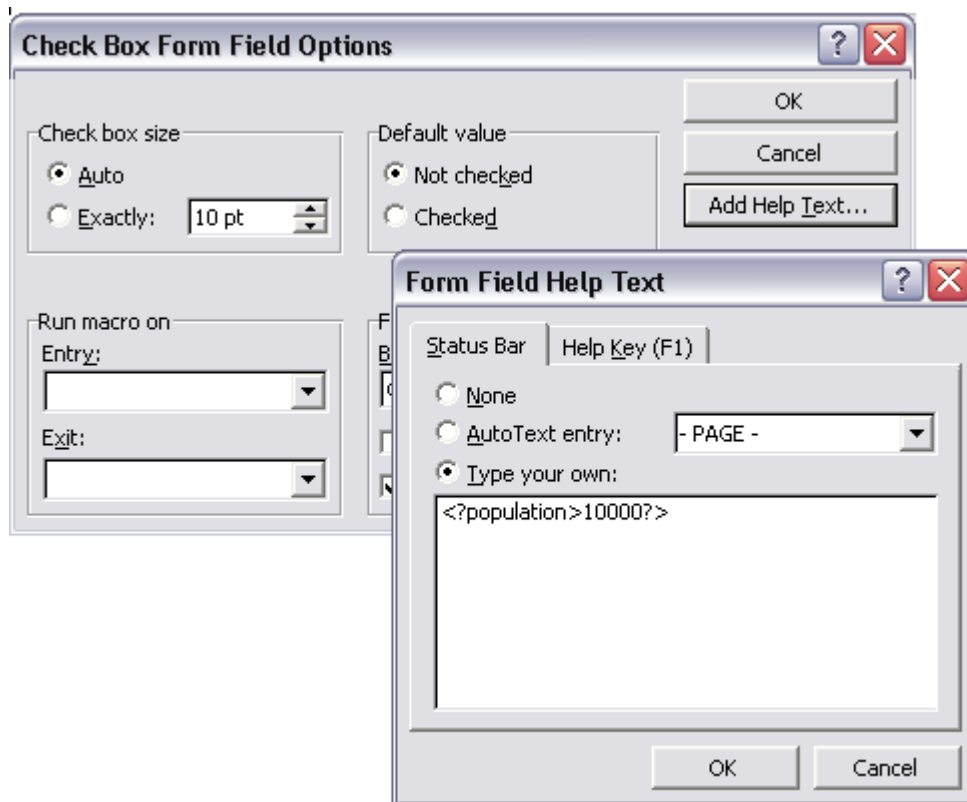 Check Box Form Field Options
OK
Check box size
Default value
Cancel
Auto
Not checked
Add Help Text...
Exactly: 10 pt
Checked
Form Field Help Text
Run macro on
Status Bar
Help Key (F1)
Entry:
None
AutoText entry: - PAGE -
Exit:
Type your own:
<?population>10000?>
OK
Cancel